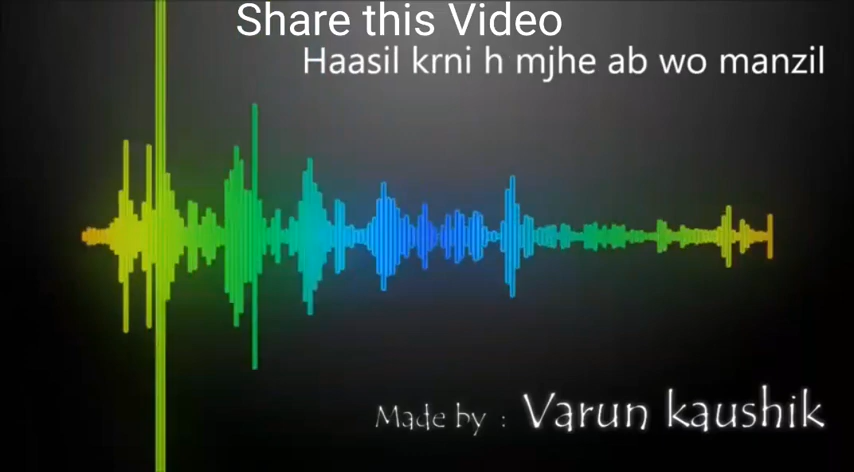 Share this Video
Haasil krni h mjhe ab wo manzil
Made by : Varun kaushik